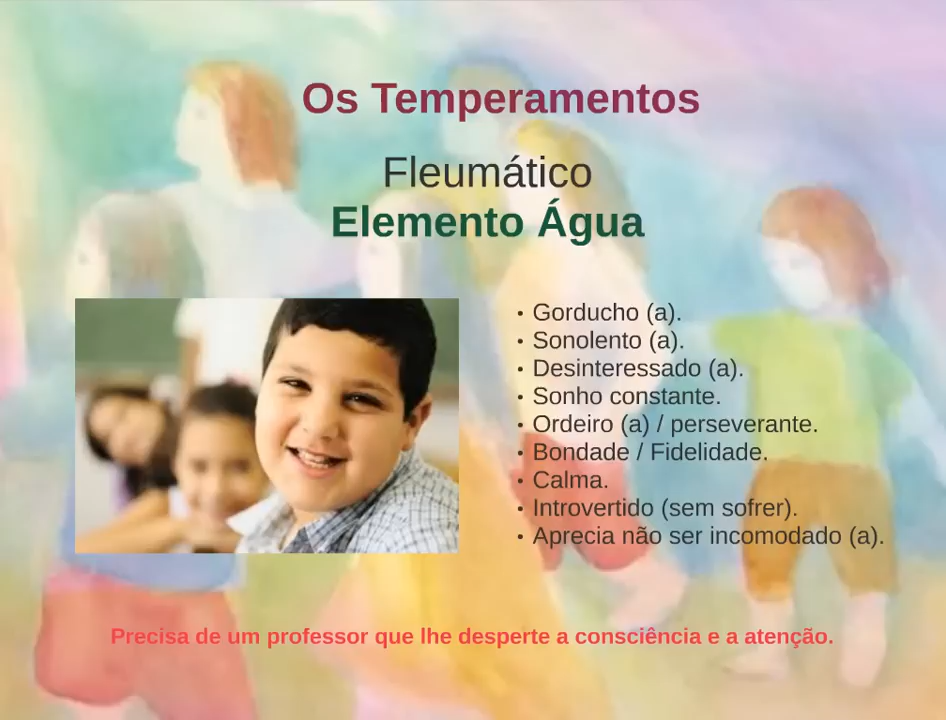 Os Temperamentos
Fleumático
Elemento Água
• Gorducho (a).
• Sonolento (a).
• Desinteressado (a).
• Sonho constante.
• Ordeiro (a) / perseverante.
• Bondade / Fidelidade.
• Calma.
• Introvertido (sem sofrer).
• Aprecia não ser incomodado (a).
Precisa de um professor que lhe desperte a consciência e a atenção.